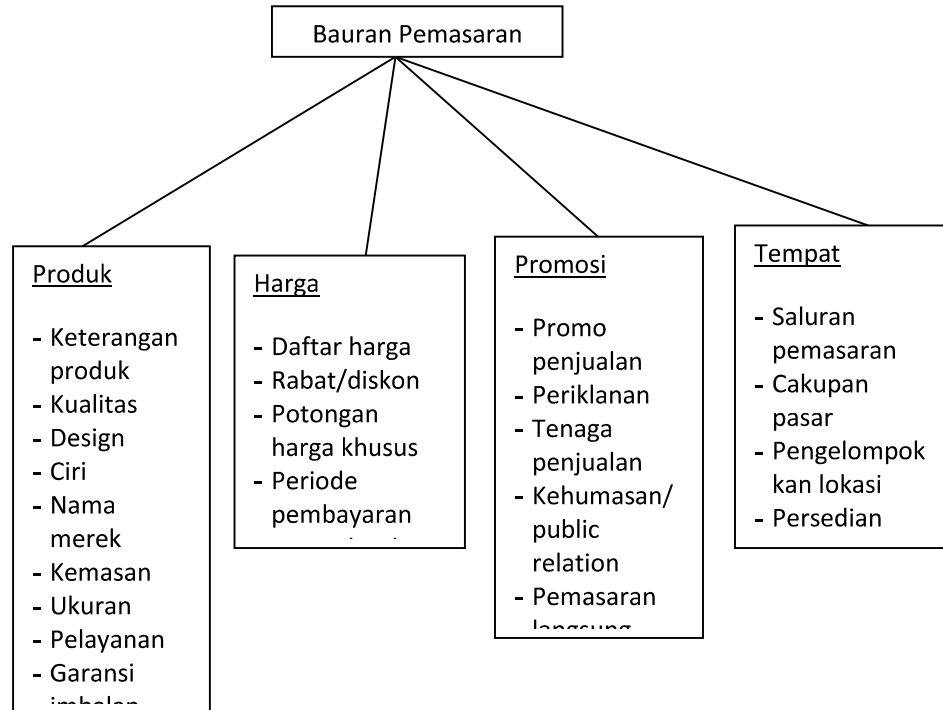 Bauran Pemasaran
Produk
- Keterangan
produk
- Kualitas
- Design
- Ciri
- Nama
merek
- Kemasan
- Ukuran
- Pelayanan
- Garansi
Harga
- Daftar harga
- Rabat/diskon
- Potongan
harga khusus
- Periode
pembayaran
Promosi
- Promo
penjualan
- Periklanan
- Tenaga
penjualan
- Kehumasan/
public
relation
- Pemasaran
langsung
Tempat
- Saluran
pemasaran
- Cakupan
pasar
- Pengelompok
kan lokasi
- Persedian